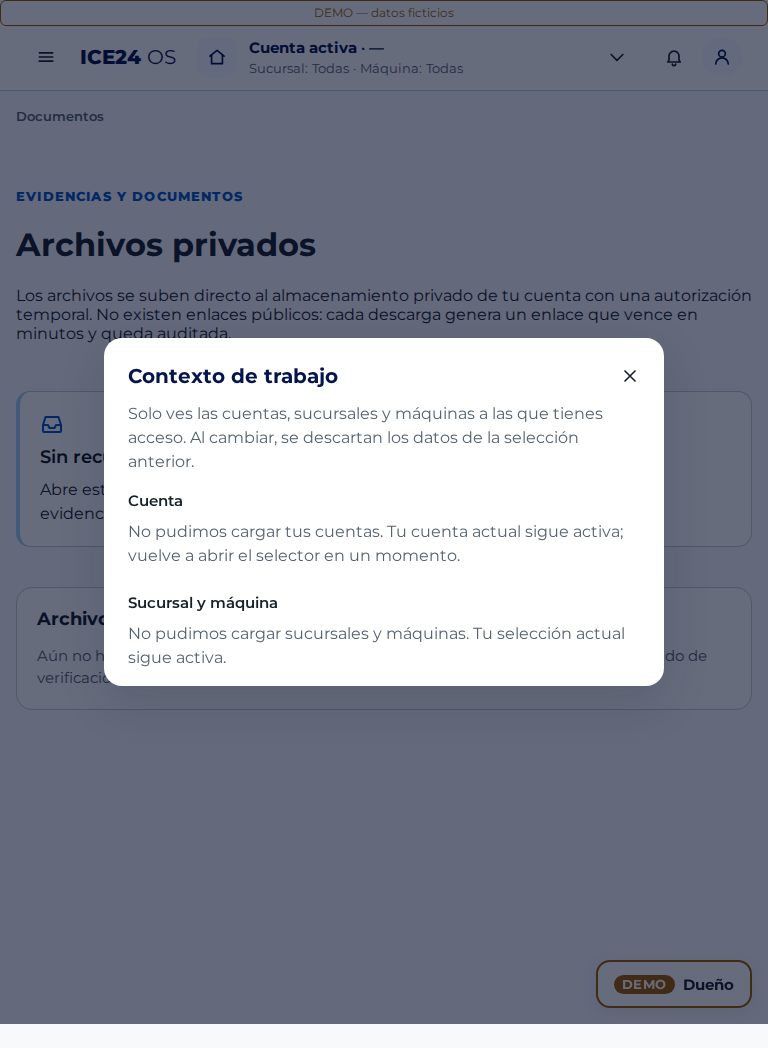 DEMO — datos ficticios
ICE24 OS
Cuenta activa · —
Sucursal: Todas · Máquina: Todas
Documentos
EVIDENCIAS Y DOCUMENTOS
Archivos privados
Los archivos se suben directo al almacenamiento privado de tu cuenta con una autorización
temporal. No existen enlaces públicos: cada descarga genera un enlace que vence en
minutos y queda auditada.
Contexto de trabajo
Solo ves las cuentas, sucursales y máquinas a las que tienes
acceso. Al cambiar, se descartan los datos de la selección
anterior.
Cuenta
No pudimos cargar tus cuentas. Tu cuenta actual sigue activa;
vuelve a abrir el selector en un momento.
Sucursal y máquina
No pudimos cargar sucursales y máquinas. Tu selección actual
sigue activa.
Sin
Abre
Aún no
do de
DEMO Dueño